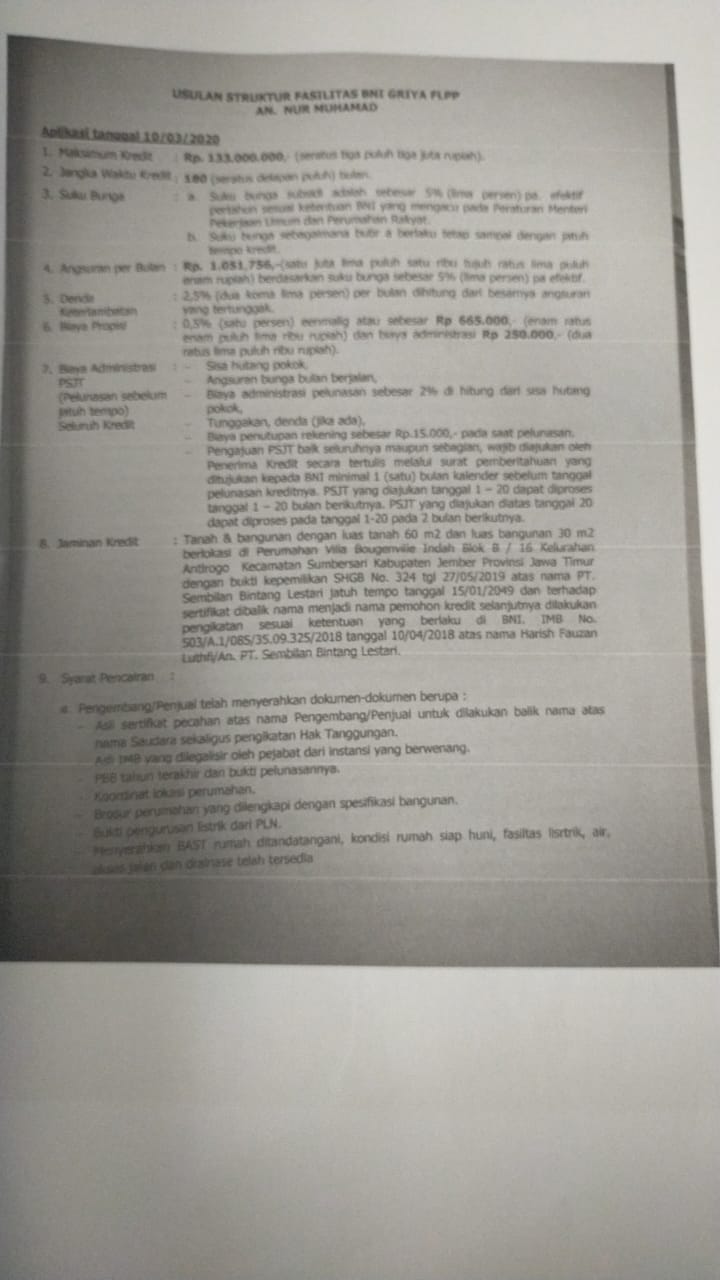 USULAN STRUKTUR FASILITAS BNI GRIYA FLPP
AN. NUR MUHAMAD
Aplikasi tanggal 10/03/2020
1. Maksimum Kredit : Rp. 133.000.000,- (seratus tiga puluh tiga juta rupiah).
2. Jangka Waktu Kredit : 180 (seratus delapan puluh) bulan.
3. Suku Bunga : a. Suku bunga subsidi adalah sebesar 5% (lima persen) pa. efektif
pertahun sesuai ketentuan BNI yang mengacu pada Peraturan Menteri
Pekerjaan Umum dan Perumahan Rakyat.
b. Suku bunga sebagaimana butir a berlaku tetap sampai dengan jatuh
tempo kredit.
4. Angsuran per Bulan : Rp. 1.051.756,-(satu juta lima puluh satu ribu tujuh ratus lima puluh
enam rupiah) berdasarkan suku bunga sebesar 5% (lima persen) pa efektif.
5. Denda : 2,5% (dua koma lima persen) per bulan dihitung dari besarnya angsuran
Keterlambatan yang tertunggak.
6. Biaya Propisi : 0,5% (satu persen) eenmalig atau sebesar Rp 665.000,- (enam ratus
enam puluh lima ribu rupiah) dan biaya administrasi Rp 250.000,- (dua
ratus lima puluh ribu rupiah).
7. Biaya Administrasi : - Sisa hutang pokok,
PSJT - Angsuran bunga bulan berjalan,
(Pelunasan sebelum - Biaya administrasi pelunasan sebesar 2% di hitung dari sisa hutang
jatuh tempo) pokok,
Seluruh Kredit - Tunggakan, denda (jika ada),
- Biaya penutupan rekening sebesar Rp.15.000,- pada saat pelunasan.
- Pengajuan PSJT baik seluruhnya maupun sebagian, wajib diajukan oleh
Penerima Kredit secara tertulis melalui surat pemberitahuan yang
ditujukan kepada BNI minimal 1 (satu) bulan kalender sebelum tanggal
pelunasan kreditnya. PSJT yang diajukan tanggal 1 – 20 dapat diproses
tanggal 1 – 20 bulan berikutnya. PSJT yang diajukan diatas tanggal 20
dapat diproses pada tanggal 1-20 pada 2 bulan berikutnya.
8. Jaminan Kredit : Tanah & bangunan dengan luas tanah 60 m2 dan luas bangunan 30 m2
berlokasi di Perumahan Villa Bougenville Indah Blok B / 16 Kelurahan
Antirogo Kecamatan Sumbersari Kabupaten Jember Provinsi Jawa Timur
dengan bukti kepemilikan SHGB No. 324 tgl 27/05/2019 atas nama PT.
Sembilan Bintang Lestari jatuh tempo tanggal 15/01/2049 dan terhadap
sertifikat dibalik nama menjadi nama pemohon kredit selanjutnya dilakukan
pengikatan sesuai ketentuan yang berlaku di BNI. IMB No.
503/A.1/085/35.09.325/2018 tanggal 10/04/2018 atas nama Harish Fauzan
Luthfi/An. PT. Sembilan Bintang Lestari.
9. Syarat Pencairan :
a. Pengembang/Penjual telah menyerahkan dokumen-dokumen berupa :
- Asli sertifikat pecahan atas nama Pengembang/Penjual untuk dilakukan balik nama atas
nama Saudara sekaligus pengikatan Hak Tanggungan.
- Asli IMB yang dilegalisir oleh pejabat dari instansi yang berwenang.
- PBB tahun terakhir dan bukti pelunasannya.
- Koordinat lokasi perumahan.
- Brosur perumahan yang dilengkapi dengan spesifikasi bangunan.
- Bukti pengurusan listrik dari PLN.
- Menyerahkan BAST rumah ditandatangani, kondisi rumah siap huni, fasiltas lisrtrik, air,
akses jalan dan drainase telah tersedia